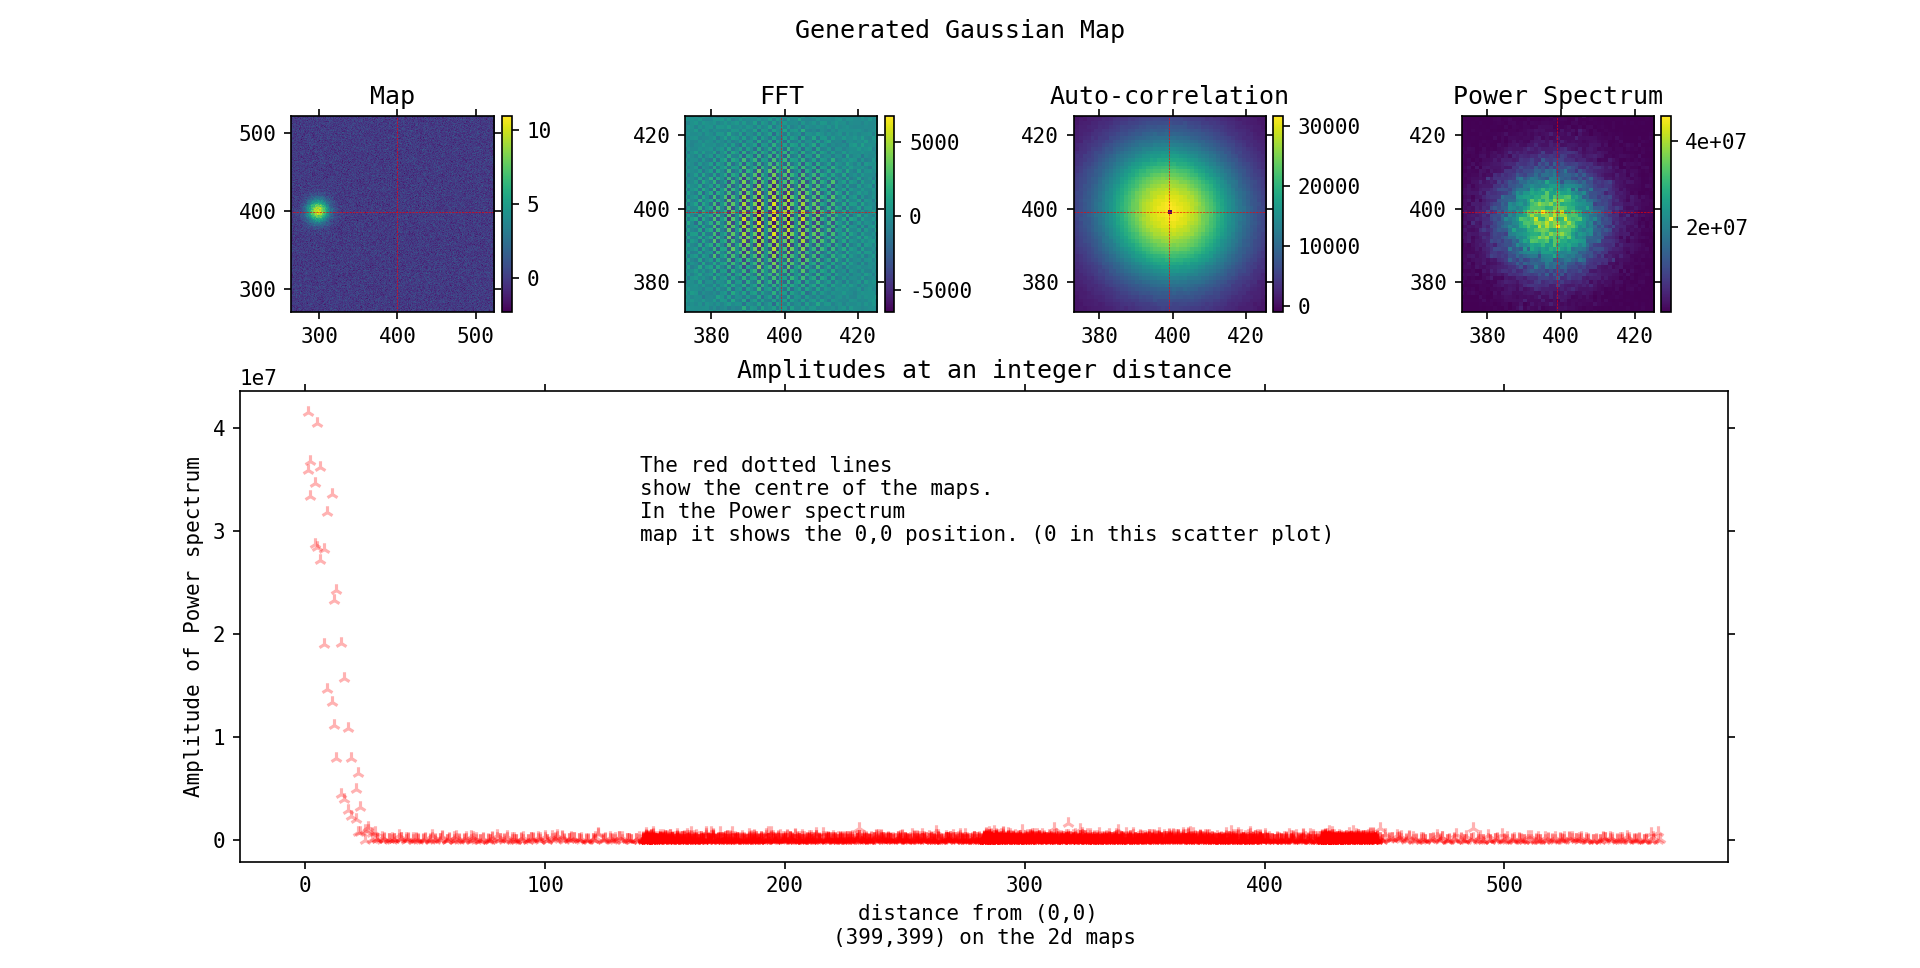 Generated Gaussian Map
Map
FFT
Auto-correlation
Power Spectrum
500
400
300
300 400 500
10
5
0
420
400
380
380 400 420
5000
0
-5000
420
400
380
380 400 420
30000
20000
10000
0
420
400
380
380 400 420
4e+07
2e+07
Amplitudes at an integer distance
1e7
4
3
2
1
0
Amplitude of Power spectrum
The red dotted lines
show the centre of the maps.
In the Power spectrum
map it shows the 0,0 position. (0 in this scatter plot)
0 100 200 300 400 500
distance from (0,0)
(399,399) on the 2d maps